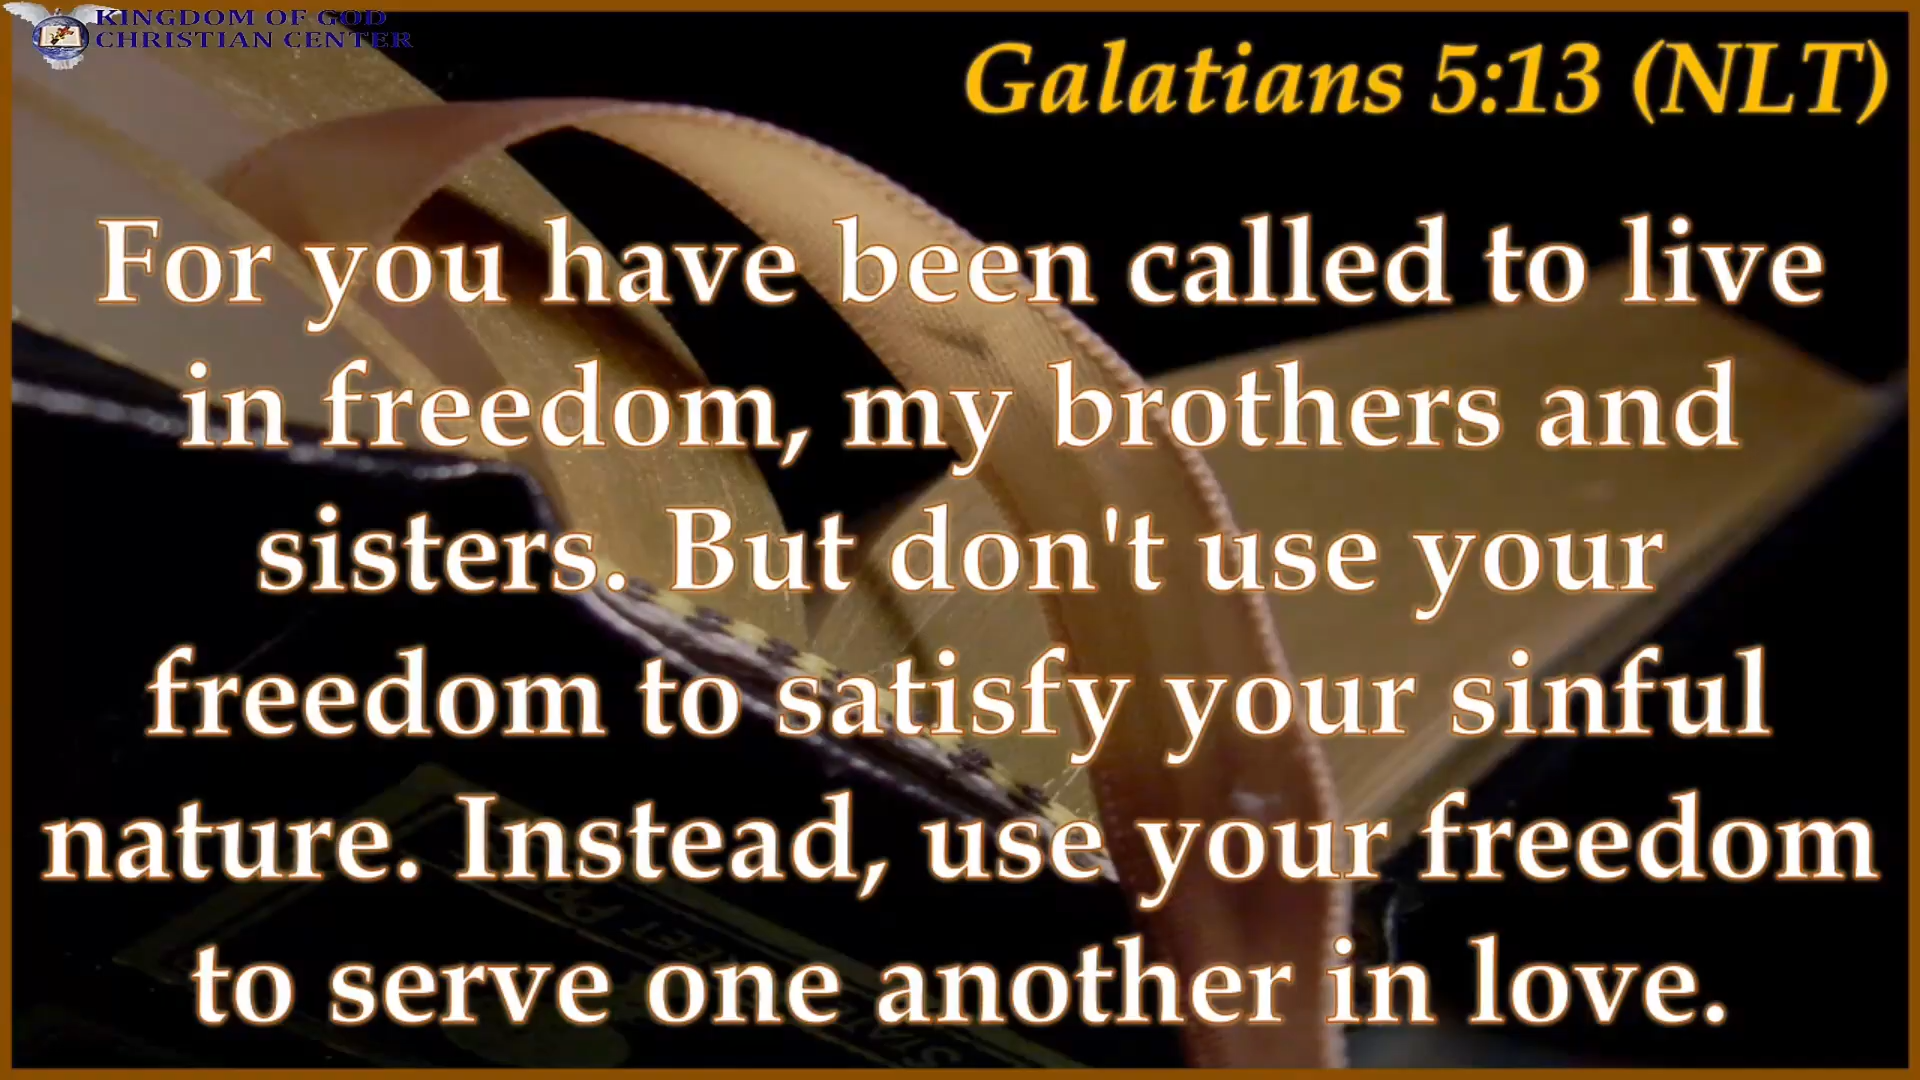 KINGDOM OF GOD
CHRISTIAN CENTER
Galatians 5:13 (NLT)
For you have been called to live
in freedom, my brothers and
sisters. But don't use your
freedom to satisfy your sinful
nature. Instead, use your freedom
to serve one another in love.